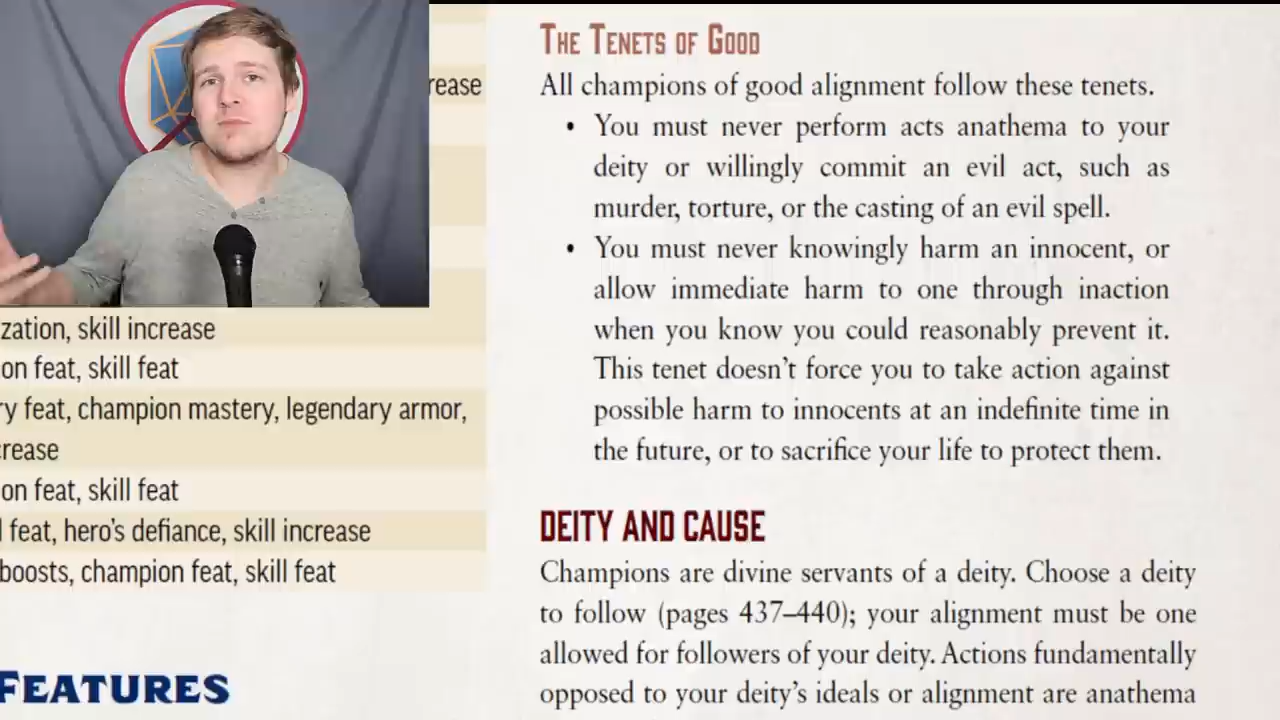 rease
zation, skill increase
on feat, skill feat
ry feat, champion mastery, legendary armor,
crease
on feat, skill feat
l feat, hero's defiance, skill increase
boosts, champion feat, skill feat
FEATURES
THE TENETS OF GOOD
All champions of good alignment follow these tenets.
• You must never perform acts anathema to your
deity or willingly commit an evil act, such as
murder, torture, or the casting of an evil spell.
• You must never knowingly harm an innocent, or
allow immediate harm to one through inaction
when you know you could reasonably prevent it.
This tenet doesn't force you to take action against
possible harm to innocents at an indefinite time in
the future, or to sacrifice your life to protect them.
DEITY AND CAUSE
Champions are divine servants of a deity. Choose a deity
to follow (pages 437–440); your alignment must be one
allowed for followers of your deity. Actions fundamentally
opposed to your deity's ideals or alignment are anathema